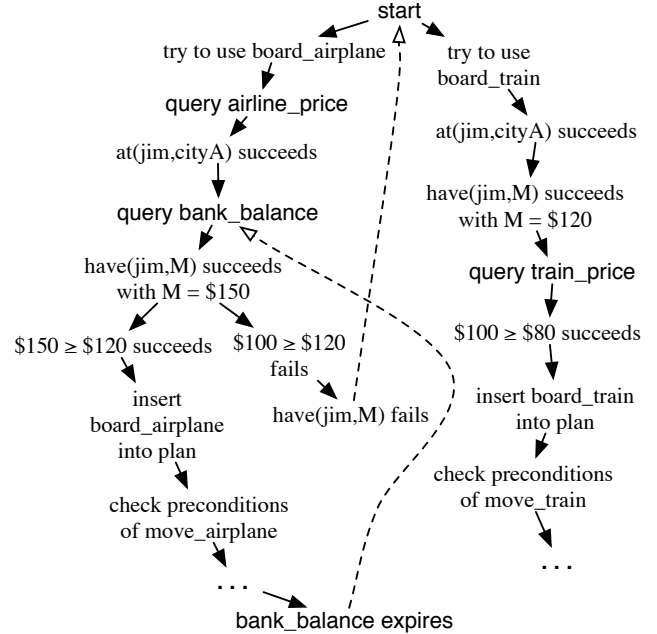 start
try to use board_airplane
query airline_price
at(jim,cityA) succeeds
query bank_balance
have(jim,M) succeeds
with M = $150
$150 ≥ $120 succeeds
insert
board_airplane
into plan
check preconditions
of move_airplane
. . .
bank_balance expires
$100 ≥ $120
fails
have(jim,M) fails
try to use
board_train
at(jim,cityA) succeeds
have(jim,M) succeeds
with M = $120
query train_price
$100 ≥ $80 succeeds
insert board_train
into plan
check preconditions
of move_train
. . .